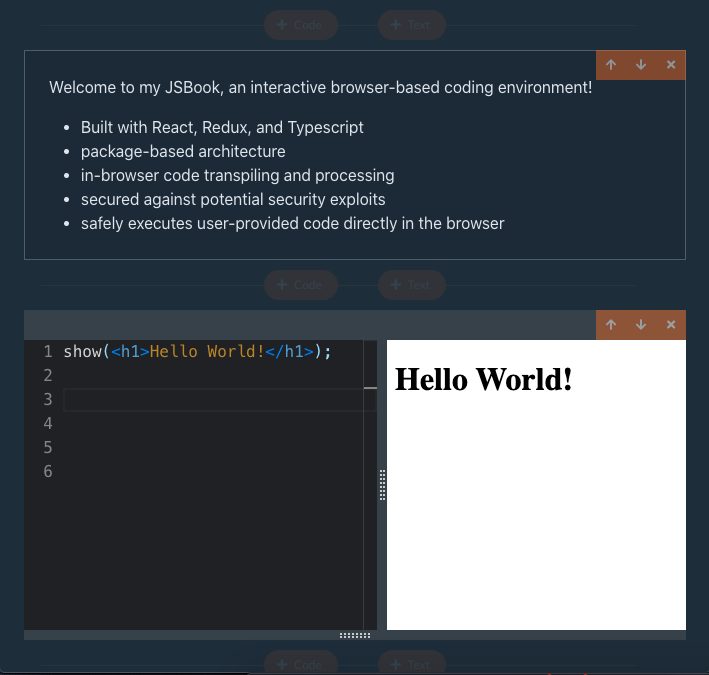 + Code + Text
Welcome to my JSBook, an interactive browser-based coding environment!
• Built with React, Redux, and Typescript
• package-based architecture
• in-browser code transpiling and processing
• secured against potential security exploits
• safely executes user-provided code directly in the browser
+ Code + Text
1 show(<h1>Hello World!</h1>);
2
3
4
5
6
Hello World!
+ Code + Text